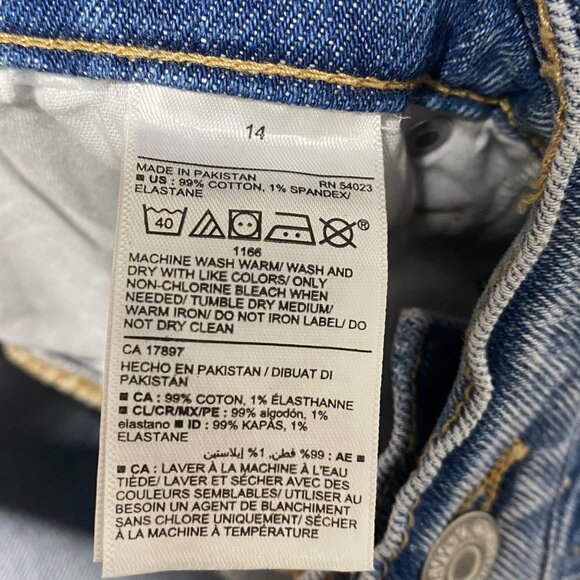 14
MADE IN PAKISTAN RN 54023
■ US : 99% COTTON, 1% SPANDEX/
ELASTANE
40 ®
1166
MACHINE WASH WARM/ WASH AND
DRY WITH LIKE COLORS/ ONLY
NON-CHLORINE BLEACH WHEN
NEEDED/ TUMBLE DRY MEDIUM/
WARM IRON/ DO NOT IRON LABEL/ DO
NOT DRY CLEAN
CA 17897
HECHO EN PAKISTAN / DIBUAT DI
PAKISTAN
■ CA : 99% COTON, 1% ÉLASTHANNE
■ CL/CR/MX/PE : 99% algodón, 1%
elastano ■ ID : 99% KAPAS, 1%
ELASTANE
■ AE : 99% قطن, 1% إيلاستين
■ CA : LAVER À LA MACHINE À L'EAU
TIÈDE/ LAVER ET SÉCHER AVEC DES
COULEURS SEMBLABLES/ UTILISER AU
BESOIN UN AGENT DE BLANCHIMENT
SANS CHLORE UNIQUEMENT/ SÉCHER
À LA MACHINE À TEMPÉRATURE